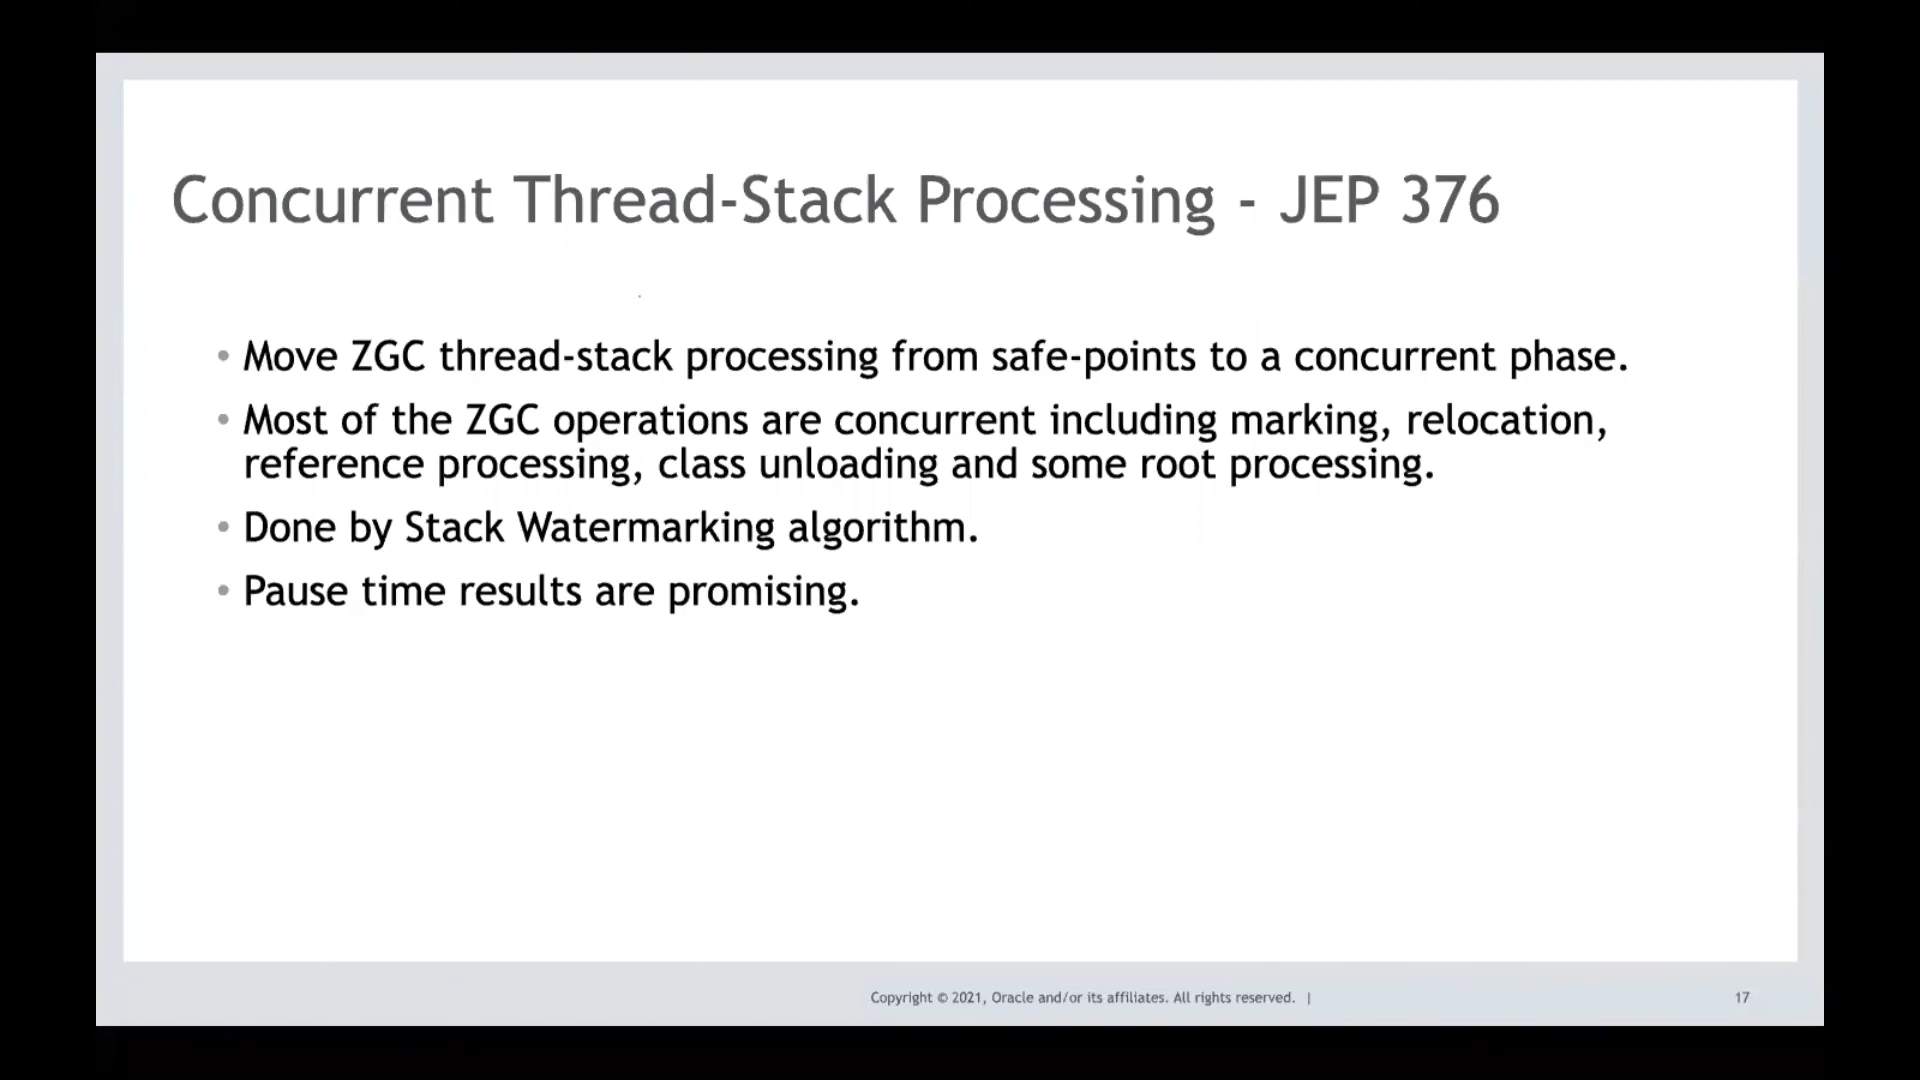 Concurrent Thread-Stack Processing - JEP 376
• Move ZGC thread-stack processing from safe-points to a concurrent phase.
• Most of the ZGC operations are concurrent including marking, relocation,
reference processing, class unloading and some root processing.
• Done by Stack Watermarking algorithm.
• Pause time results are promising.
Copyright © 2021, Oracle and/or its affiliates. All rights reserved. |
17